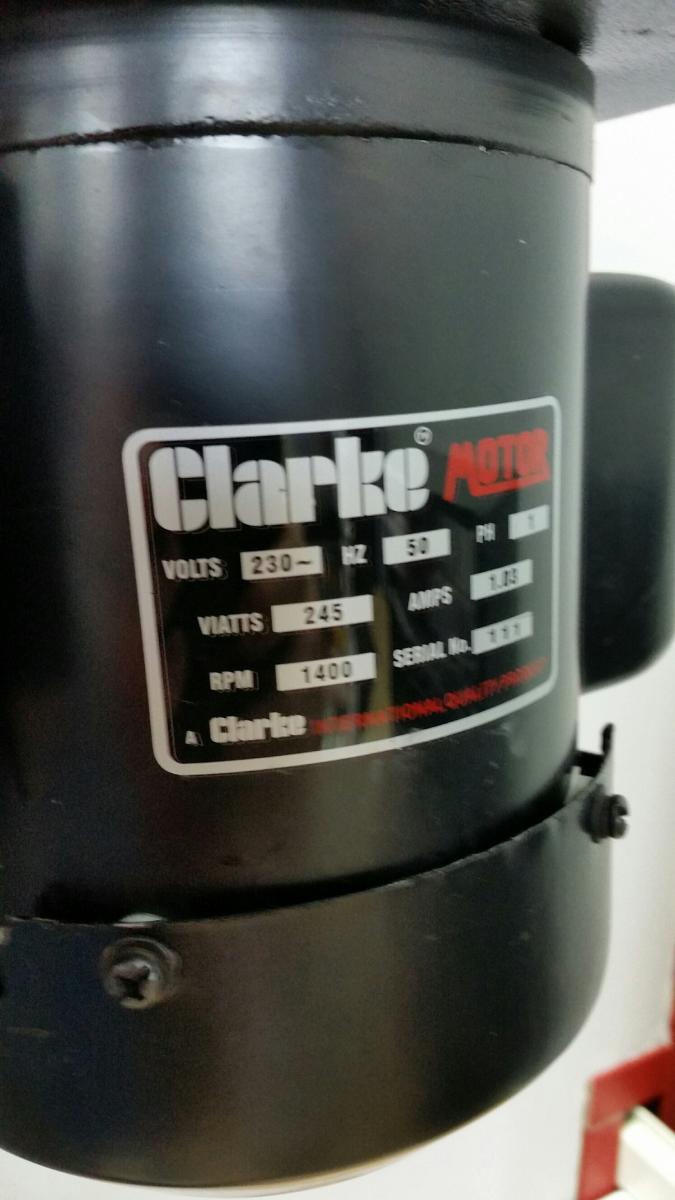 Clarke® MOTOR
VOLTS 230~ HZ 50 PH 1
WATTS 245 AMPS 1.03
RPM 1400 SERIAL No. 111
A Clarke INTERNATIONAL QUALITY PRODUCT